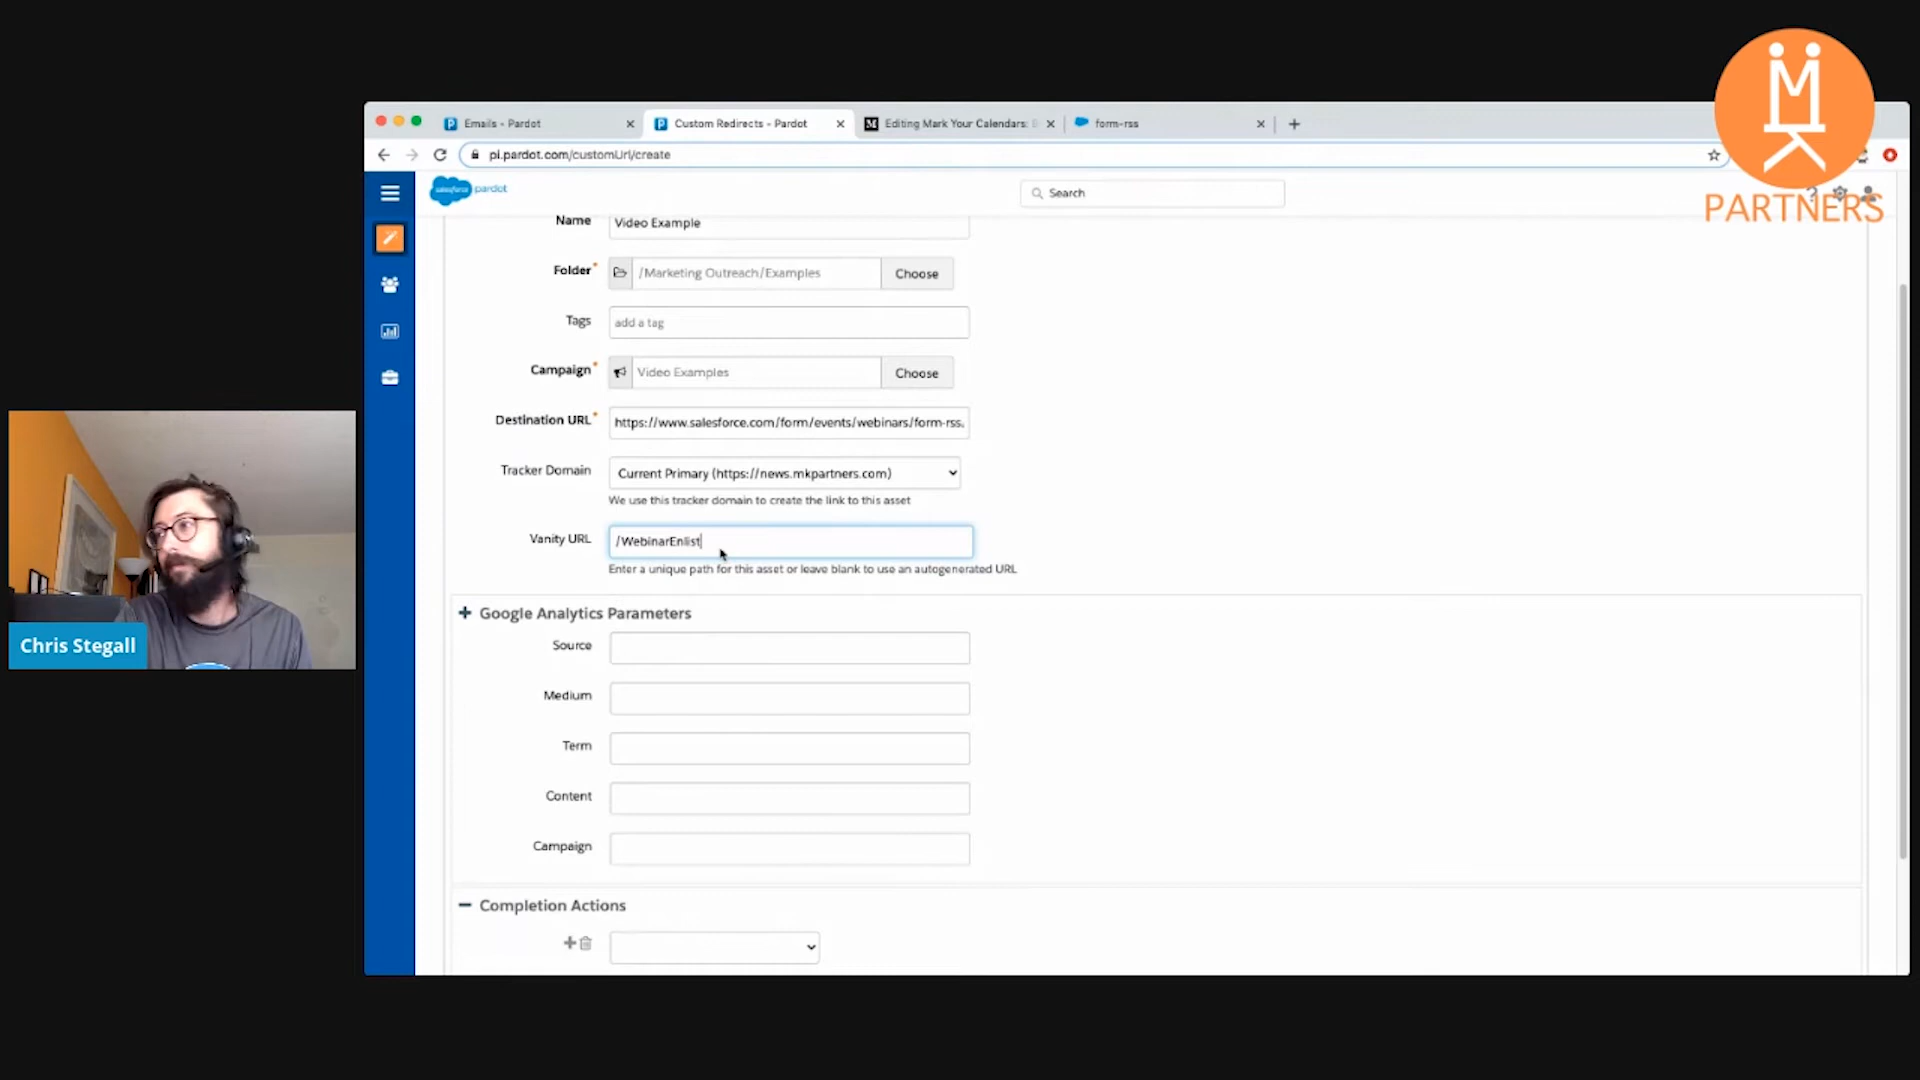 MK
PARTNERS
Emails - Pardot
Custom Redirects - Pardot
Editing Mark Your Calendars:
form-rss
pi.pardot.com/customUrl/create
salesforce pardot
Search
Name Video Example
Folder* /Marketing Outreach/Examples Choose
Tags add a tag
Campaign* Video Examples Choose
Destination URL* https://www.salesforce.com/form/events/webinars/form-rss.
Tracker Domain Current Primary (https://news.mkpartners.com)
We use this tracker domain to create the link to this asset
Vanity URL /WebinarEnlist
Enter a unique path for this asset or leave blank to use an autogenerated URL
Google Analytics Parameters
Source
Medium
Term
Content
Campaign
Completion Actions
Chris Stegall